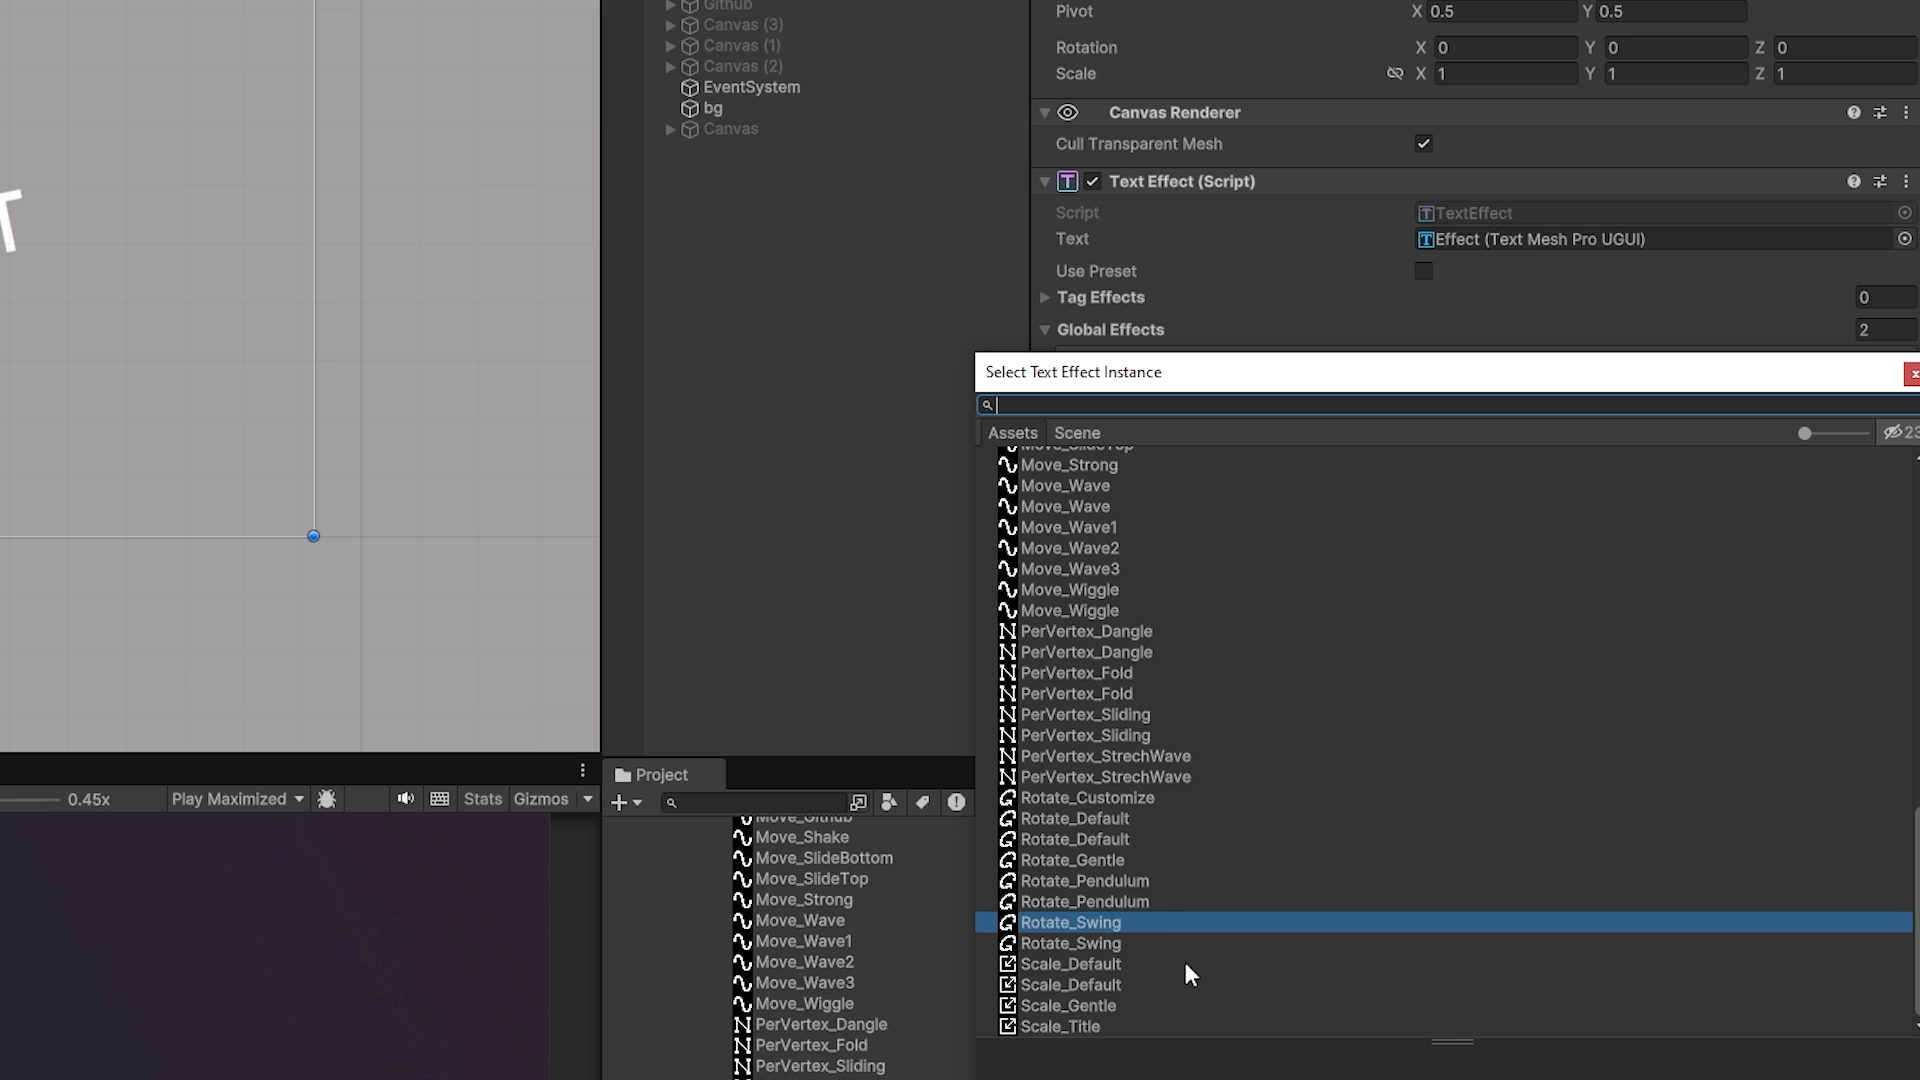 T
Github
Canvas (3)
Canvas (1)
Canvas (2)
EventSystem
bg
Canvas
Pivot X 0.5 Y 0.5
Rotation X 0 Y 0 Z 0
Scale X 1 Y 1 Z 1
Canvas Renderer
Cull Transparent Mesh
Text Effect (Script)
Script TextEffect
Text Effect (Text Mesh Pro UGUI)
Use Preset
Tag Effects 0
Global Effects 2
Select Text Effect Instance
Assets Scene 23
Move_SlideTop
Move_Strong
Move_Wave
Move_Wave
Move_Wave1
Move_Wave2
Move_Wave3
Move_Wiggle
Move_Wiggle
PerVertex_Dangle
PerVertex_Dangle
PerVertex_Fold
PerVertex_Fold
PerVertex_Sliding
PerVertex_Sliding
PerVertex_StrechWave
PerVertex_StrechWave
Rotate_Customize
Rotate_Default
Rotate_Default
Rotate_Gentle
Rotate_Pendulum
Rotate_Pendulum
Rotate_Swing
Rotate_Swing
Scale_Default
Scale_Default
Scale_Gentle
Scale_Title
0.45x Play Maximized Stats Gizmos
Project
Move_Github
Move_Shake
Move_SlideBottom
Move_SlideTop
Move_Strong
Move_Wave
Move_Wave1
Move_Wave2
Move_Wave3
Move_Wiggle
PerVertex_Dangle
PerVertex_Fold
PerVertex_Sliding